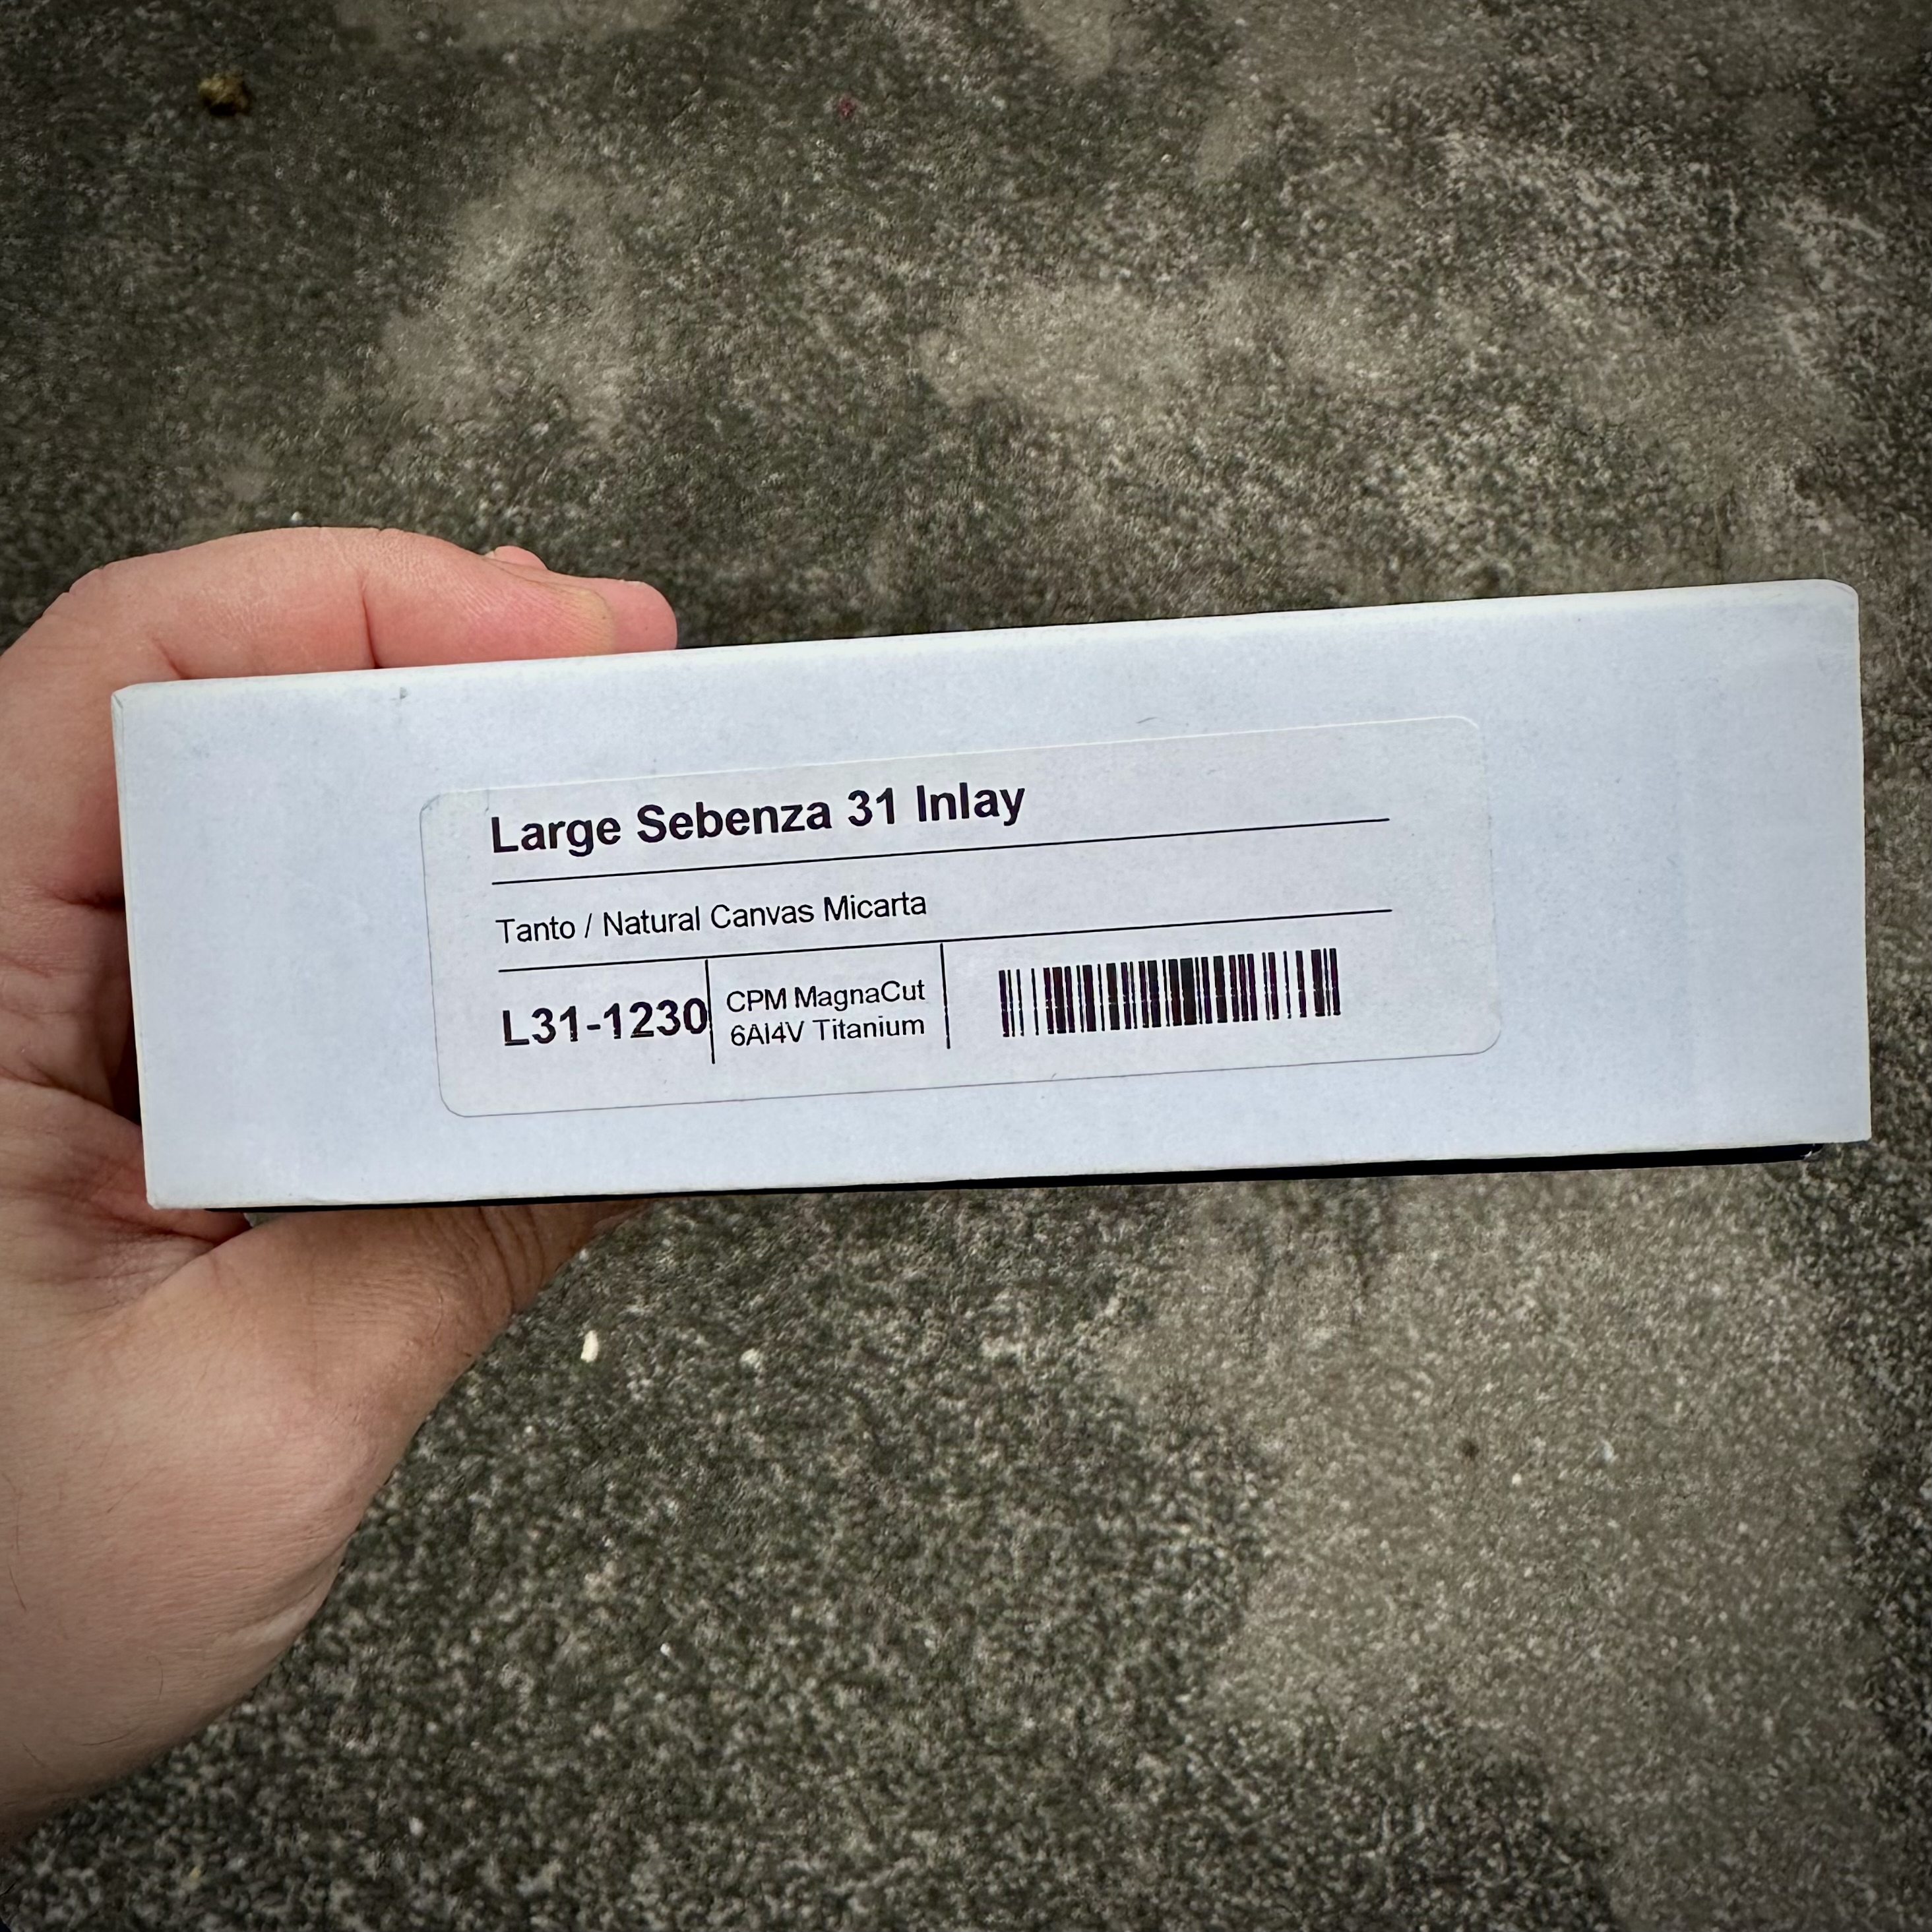 Large Sebenza 31 Inlay
Tanto / Natural Canvas Micarta
L31-1230
CPM MagnaCut
6Al4V Titanium